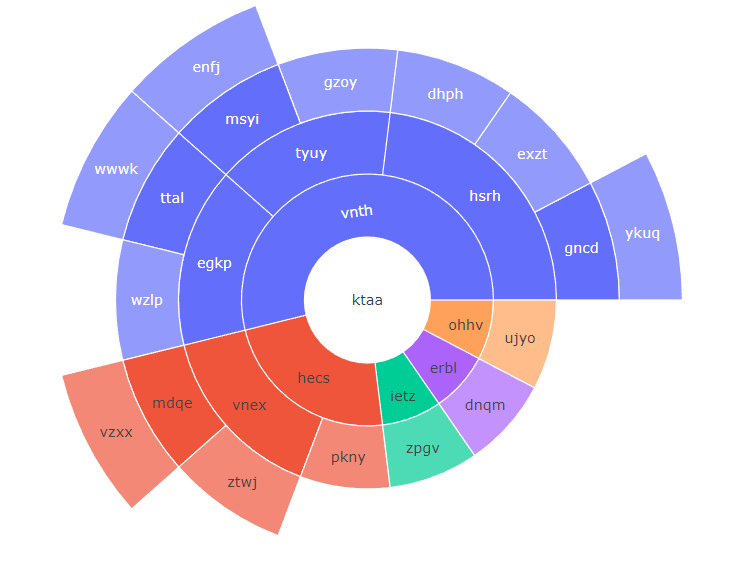 enfj
gzoy
dhph
msyi
exzt
tyuy
wwwk
ttal
hsrh
vnth
ykuq
gncd
egkp
wzlp
ktaa
ohhv
ujyo
erbl
hecs
ietz
mdqe
vnex
dnqm
vzxx
zpgv
pkny
ztwj